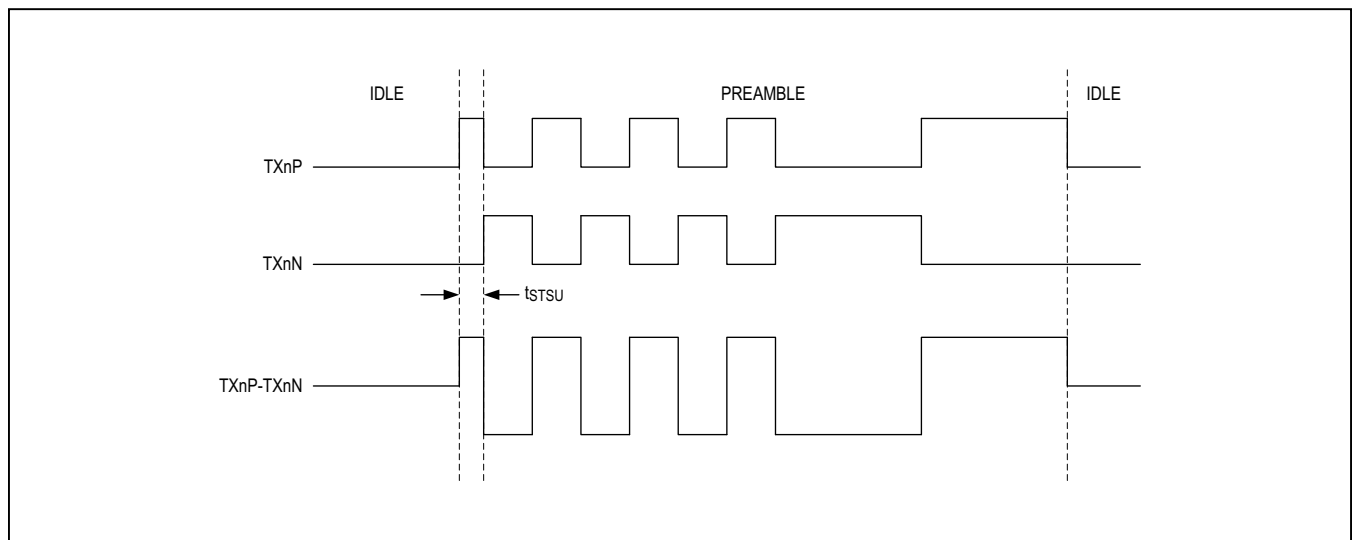 IDLE PREAMBLE IDLE
TXnP
TXnN
tSTSU
TXnP-TXnN